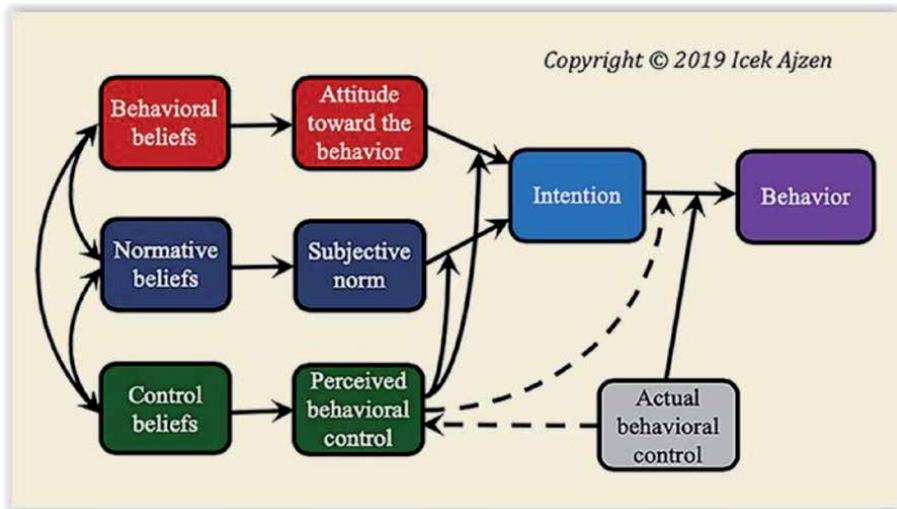 Copyright © 2019 Icek Ajzen
Behavioral
beliefs
Attitude
toward the
behavior
Intention
Behavior
Normative
beliefs
Subjective
norm
Control
beliefs
Perceived
behavioral
control
Actual
behavioral
control